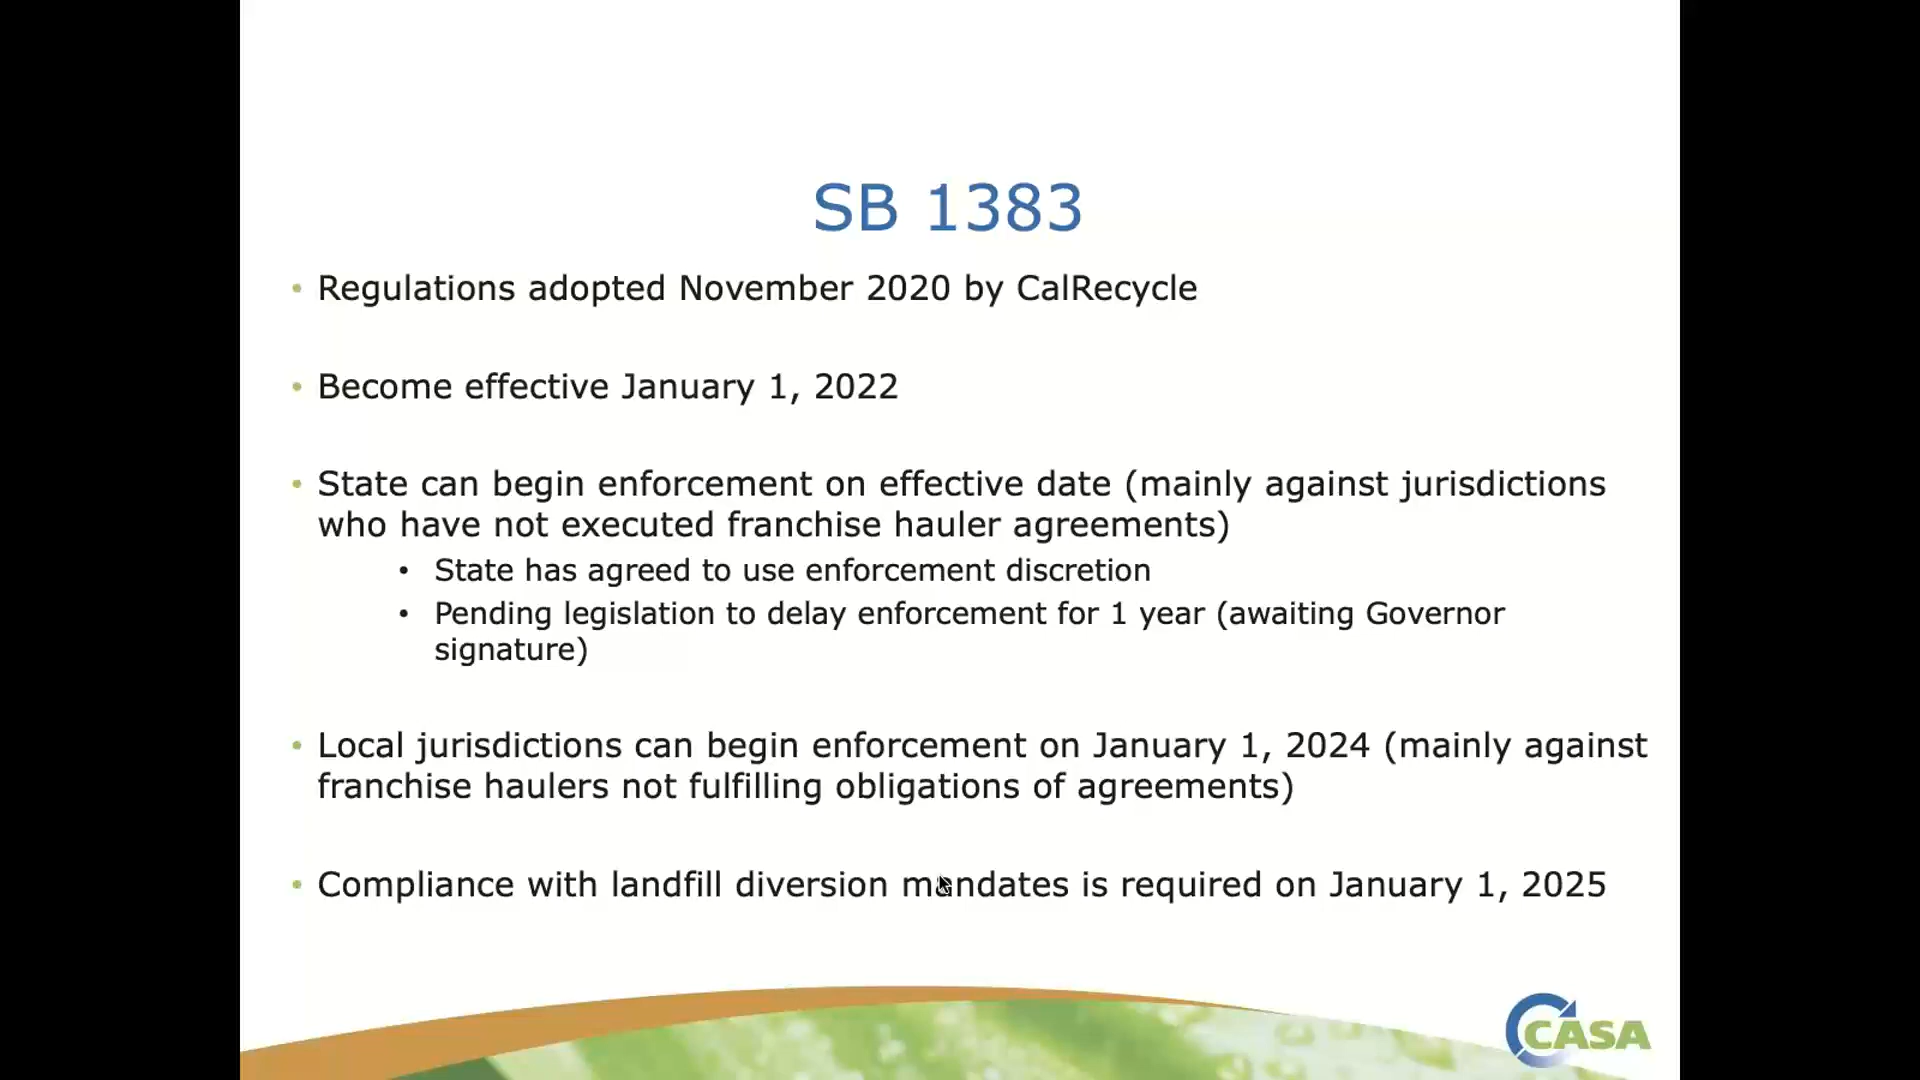 SB 1383
• Regulations adopted November 2020 by CalRecycle
• Become effective January 1, 2022
• State can begin enforcement on effective date (mainly against jurisdictions
who have not executed franchise hauler agreements)
• State has agreed to use enforcement discretion
• Pending legislation to delay enforcement for 1 year (awaiting Governor
signature)
• Local jurisdictions can begin enforcement on January 1, 2024 (mainly against
franchise haulers not fulfilling obligations of agreements)
• Compliance with landfill diversion mandates is required on January 1, 2025
CASA